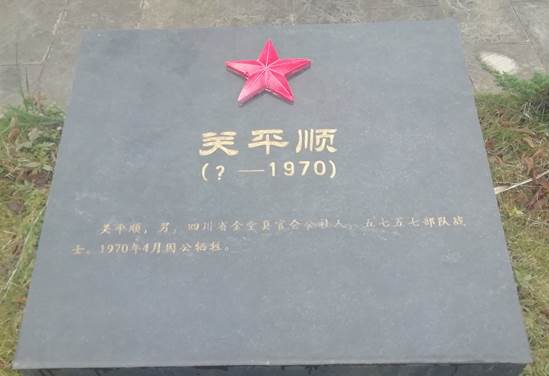 关平顺
(？—1970)
关平顺，男，四川省金堂县官仓公社人，五七五七部队战
士。1970年4月因公牺牲。